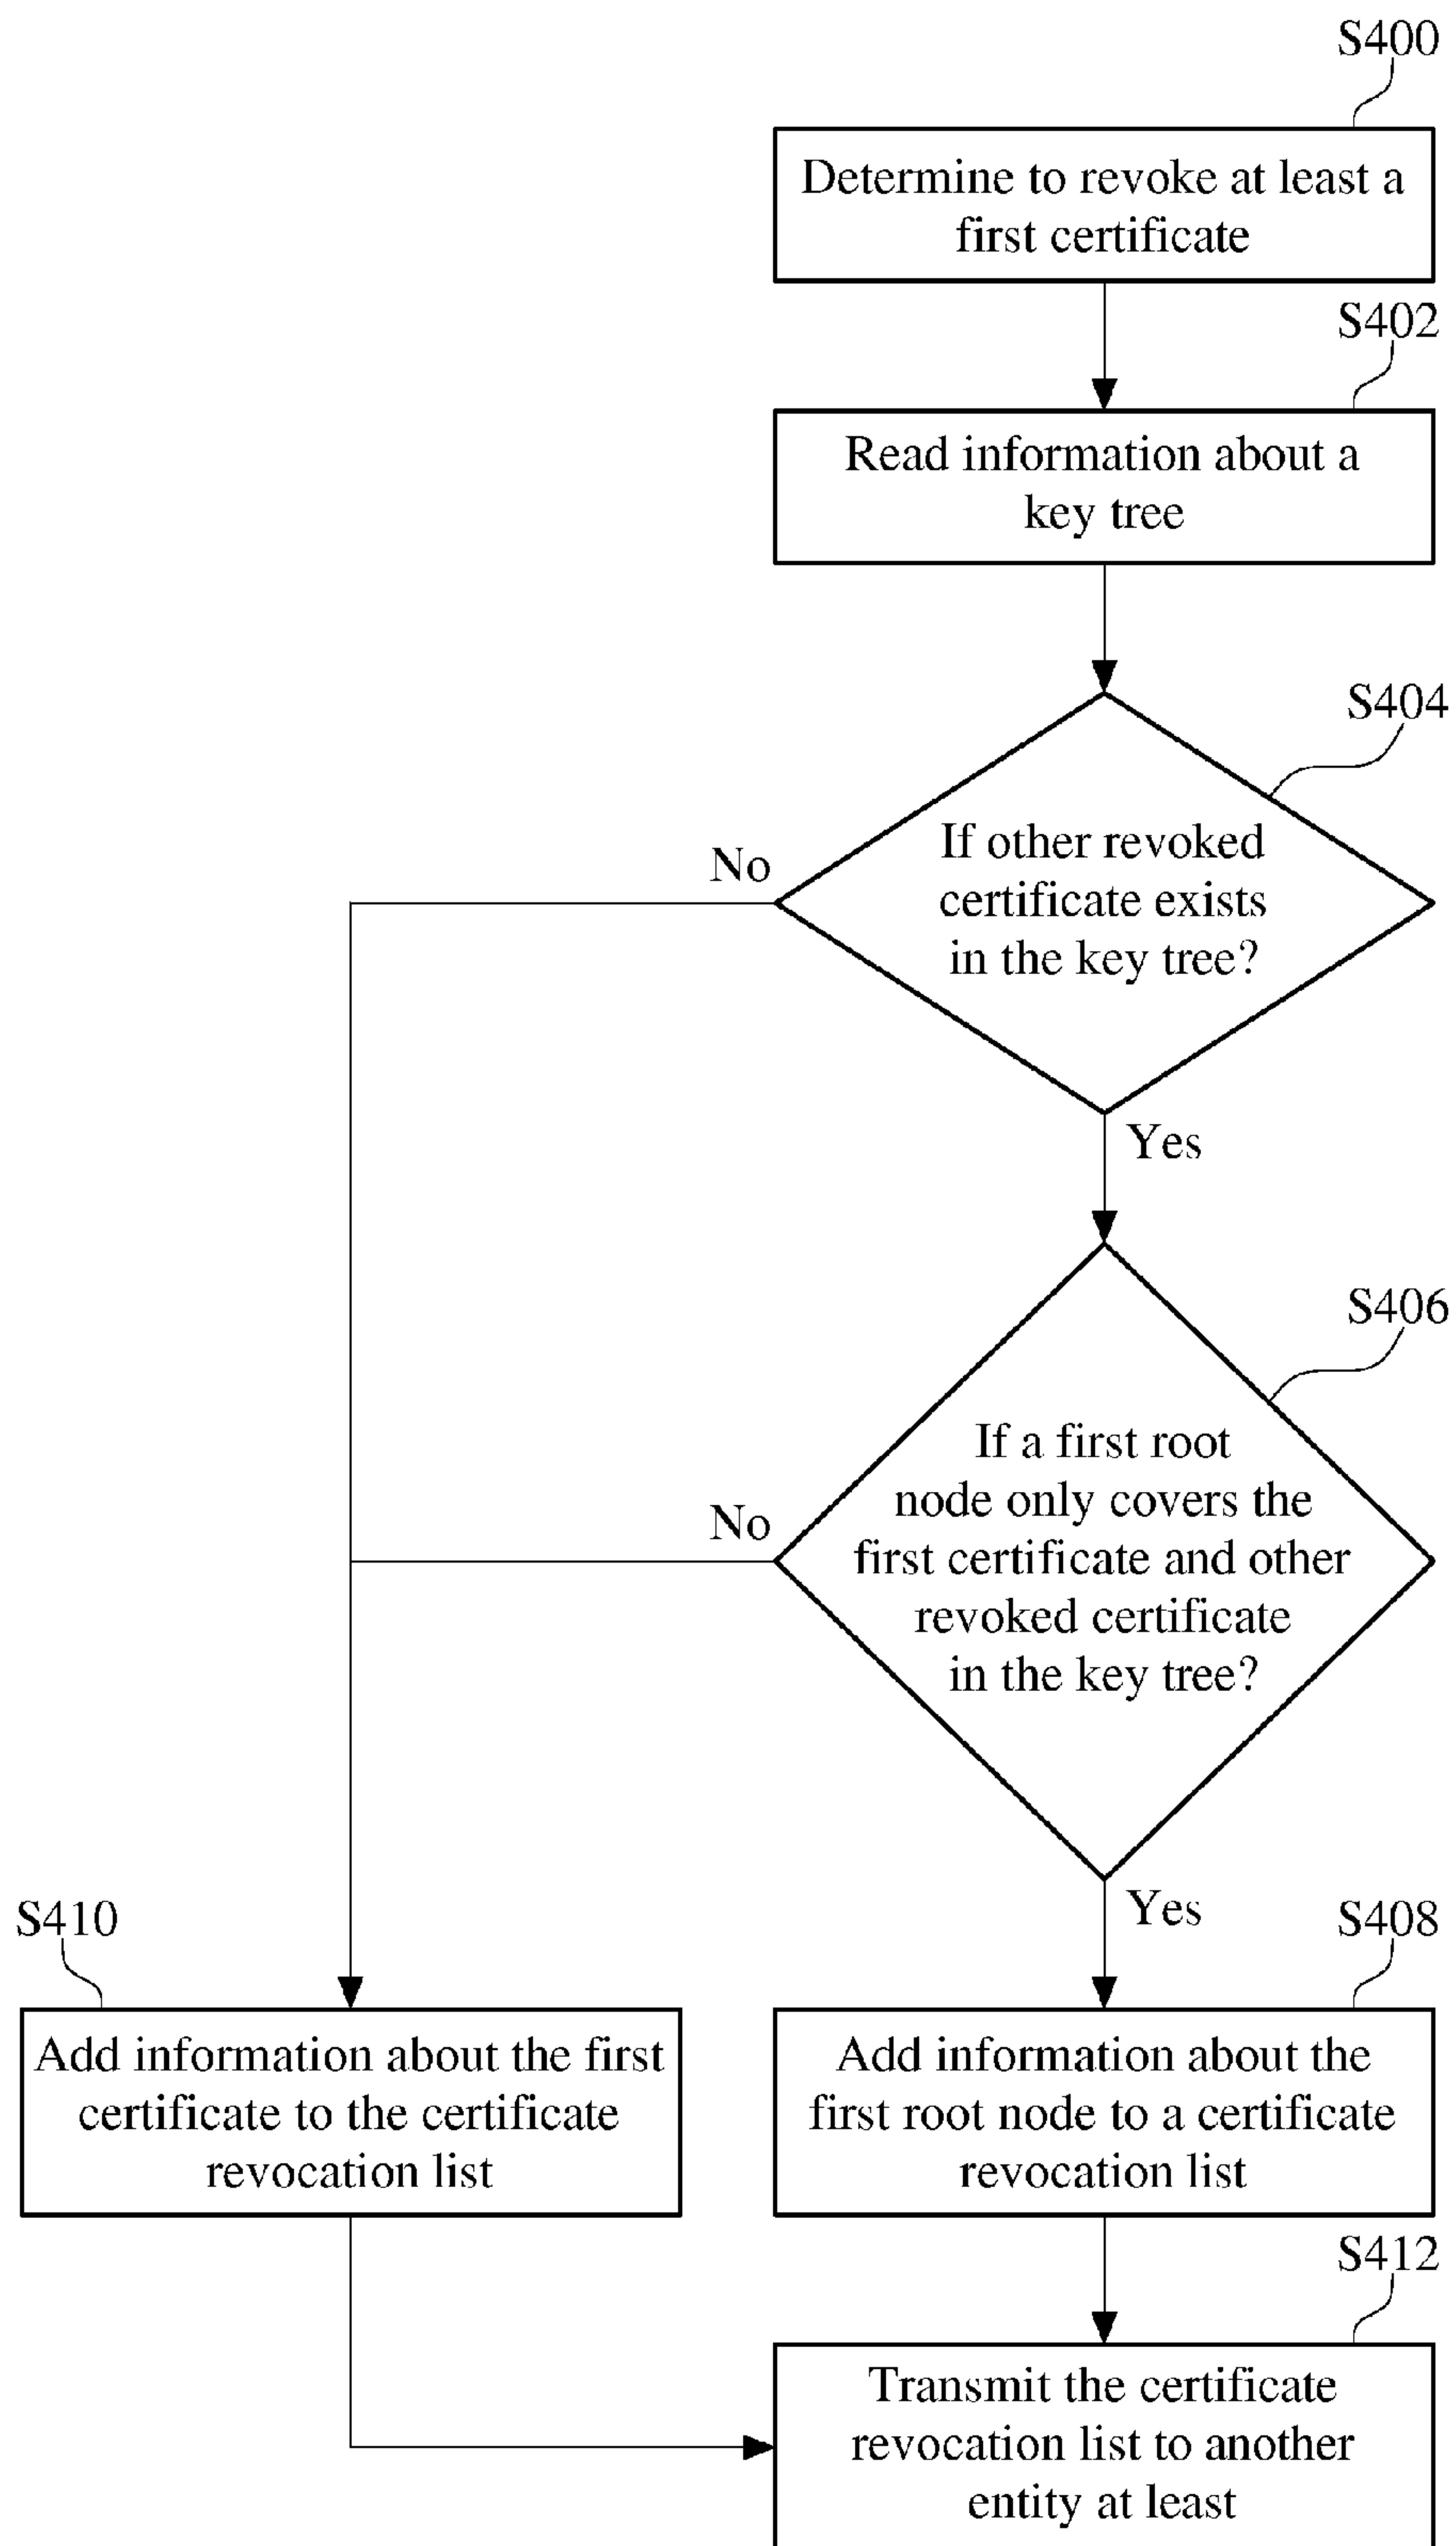 S400
Determine to revoke at least a
first certificate
S402
Read information about a
key tree
S404
If other revoked
certificate exists
in the key tree?
No
Yes
S406
If a first root
node only covers the
first certificate and other
revoked certificate
in the key tree?
No
Yes
S410
Add information about the first
certificate to the certificate
revocation list
S408
Add information about the
first root node to a certificate
revocation list
S412
Transmit the certificate
revocation list to another
entity at least